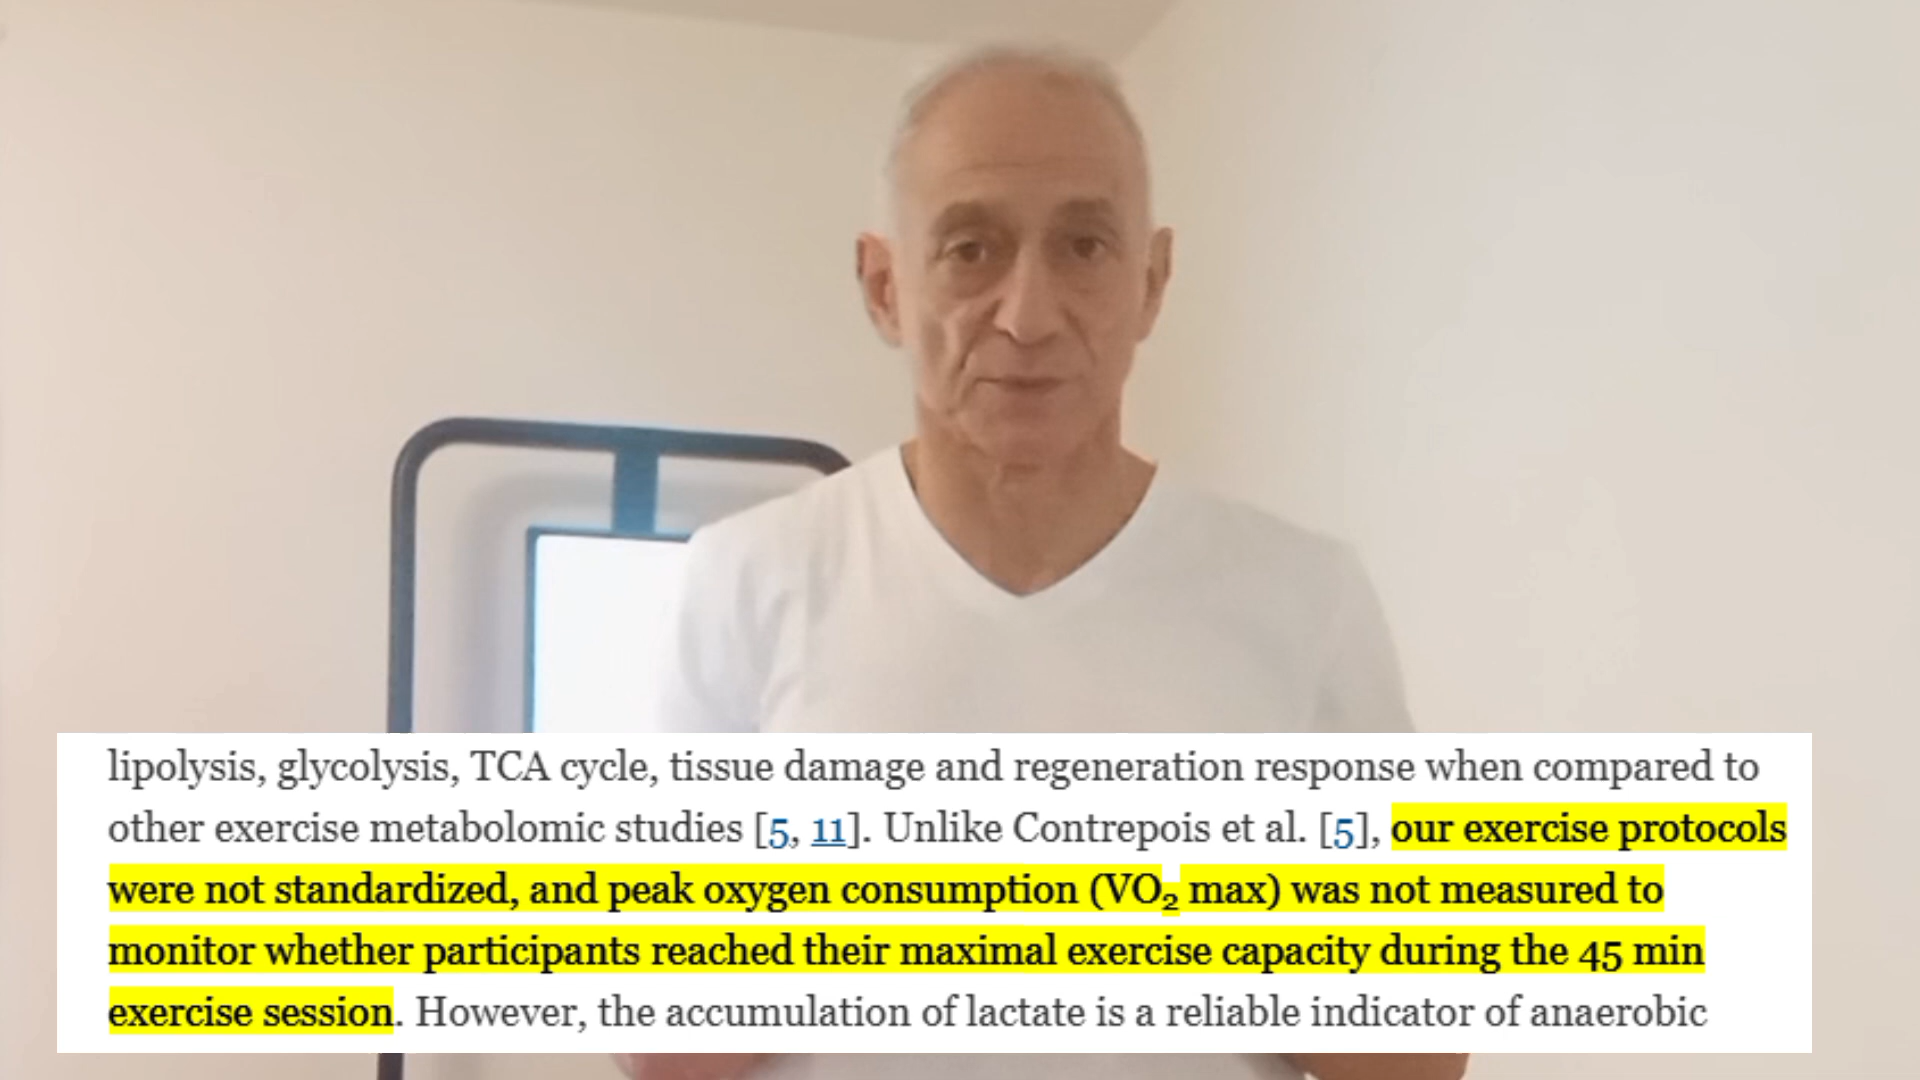 lipolysis, glycolysis, TCA cycle, tissue damage and regeneration response when compared to
other exercise metabolomic studies [5, 11]. Unlike Contrepois et al. [5], our exercise protocols
were not standardized, and peak oxygen consumption (VO₂ max) was not measured to
monitor whether participants reached their maximal exercise capacity during the 45 min
exercise session. However, the accumulation of lactate is a reliable indicator of anaerobic